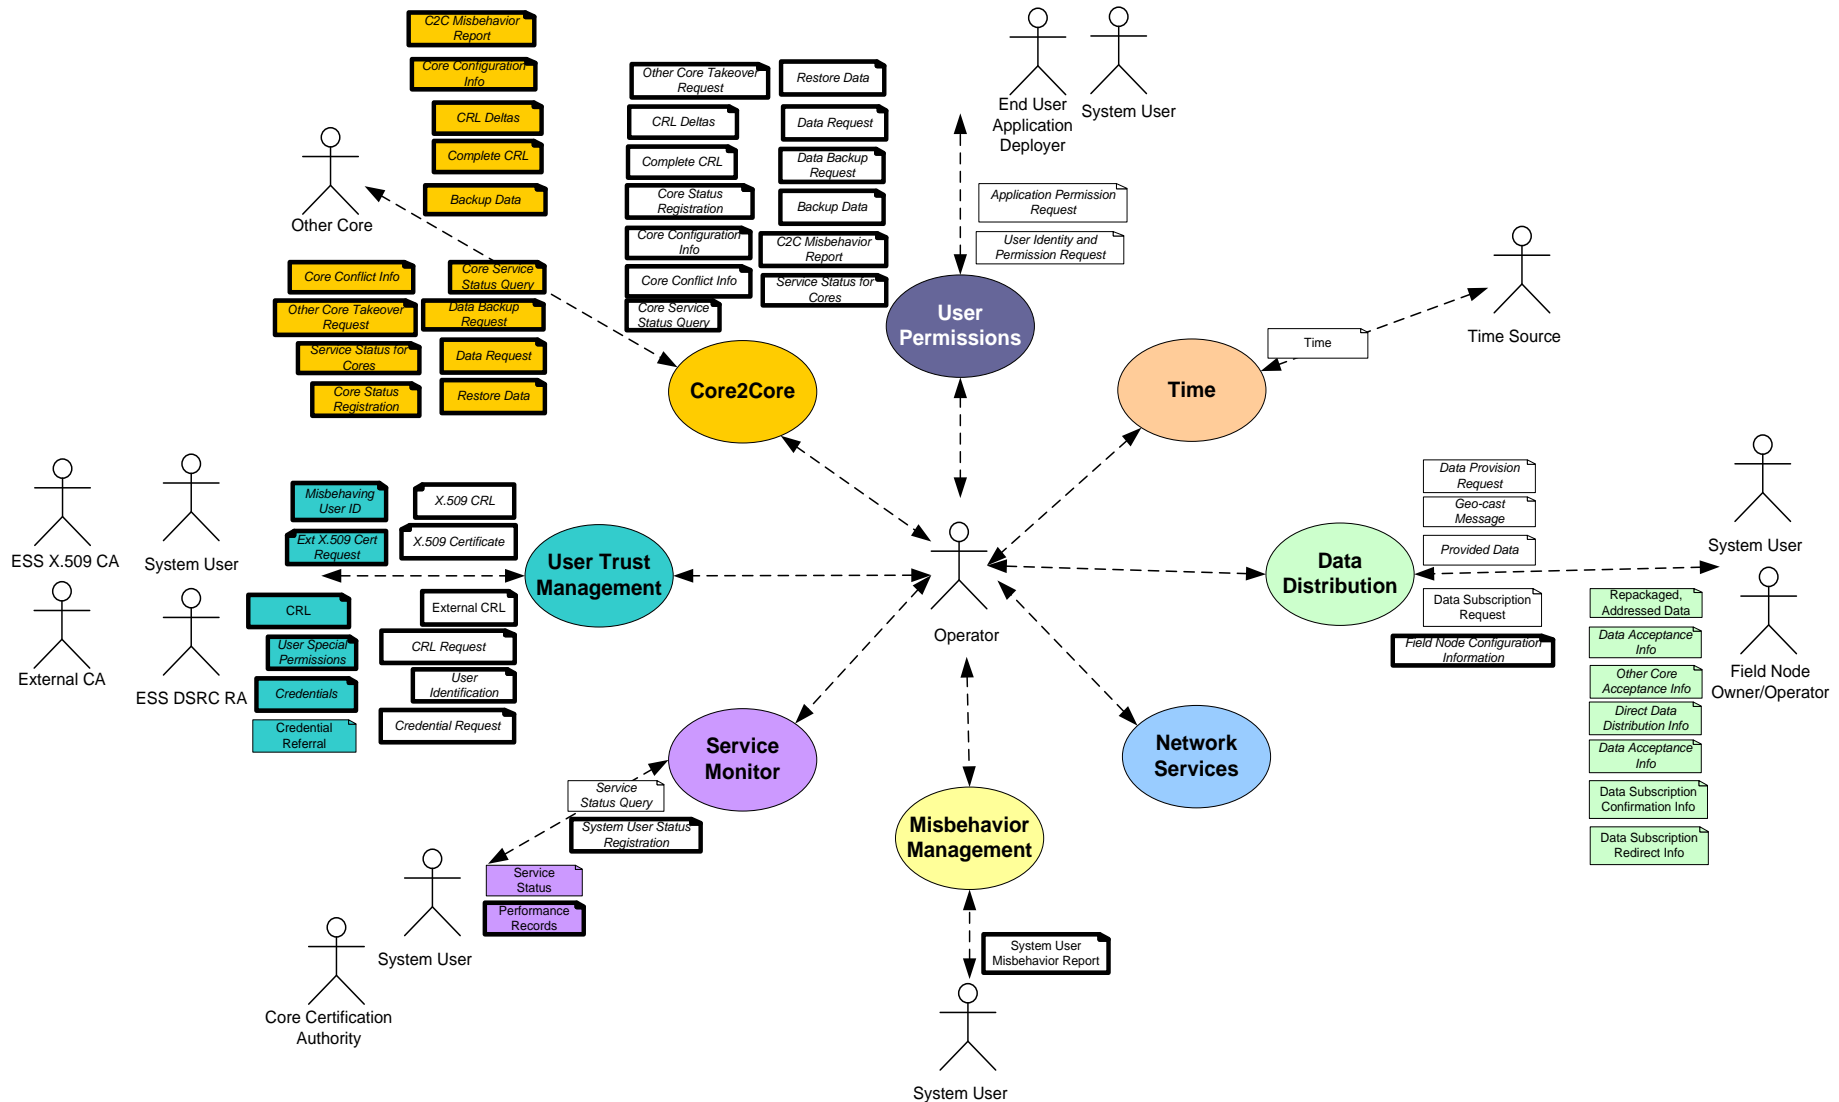 C2C Misbehavior
Report
Core Configuration
Info
CRL Deltas
Complete CRL
Backup Data
Other Core
Core Conflict Info
Core Service
Status Query
Other Core Takeover
Request
Data Backup
Request
Service Status for
Cores
Data Request
Core Status
Registration
Restore Data
Core2Core
Other Core Takeover
Request
Restore Data
CRL Deltas
Data Request
Complete CRL
Data Backup
Request
Core Status
Registration
Backup Data
Core Configuration
Info
C2C Misbehavior
Report
Core Conflict Info
Service Status for
Cores
Core Service
Status Query
End User
Application
Deployer
System User
Application Permission
Request
User Identity and
Permission Request
User
Permissions
Time Source
Time
Time
ESS X.509 CA
System User
External CA
ESS DSRC RA
Misbehaving
User ID
X.509 CRL
Ext X.509 Cert
Request
X.509 Certificate
CRL
External CRL
User Special
Permissions
CRL Request
Credentials
User
Identification
Credential
Referral
Credential Request
User Trust
Management
Operator
Data
Distribution
Data Provision
Request
Geo-cast
Message
Provided Data
Data Subscription
Request
Field Node Configuration
Information
System User
Field Node
Owner/Operator
Repackaged,
Addressed Data
Data Acceptance
Info
Other Core
Acceptance Info
Direct Data
Distribution Info
Data Acceptance
Info
Data Subscription
Confirmation Info
Data Subscription
Redirect Info
Service
Monitor
Network
Services
Service
Status Query
System User Status
Registration
Service
Status
Performance
Records
System User
Core Certification
Authority
Misbehavior
Management
System User
Misbehavior Report
System User